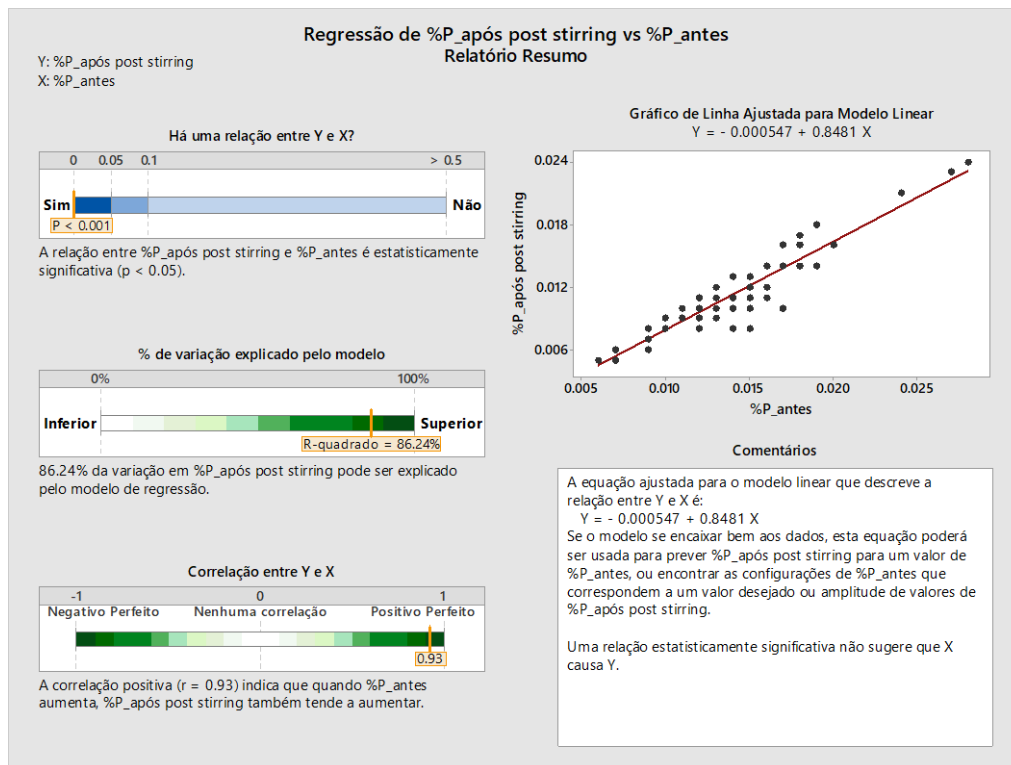 Regressão de %P_após post stirring vs %P_antes
Relatório Resumo
Y: %P_após post stirring
X: %P_antes
Há uma relação entre Y e X?
0 0.05 0.1 > 0.5
Sim Não
P < 0.001
A relação entre %P_após post stirring e %P_antes é estatisticamente
significativa (p < 0.05).
% de variação explicado pelo modelo
0% 100%
Inferior Superior
R-quadrado = 86.24%
86.24% da variação em %P_após post stirring pode ser explicado
pelo modelo de regressão.
Correlação entre Y e X
-1 0 1
Negativo Perfeito Nenhuma correlação Positivo Perfeito
0.93
A correlação positiva (r = 0.93) indica que quando %P_antes
aumenta, %P_após post stirring também tende a aumentar.
Gráfico de Linha Ajustada para Modelo Linear
Y = - 0.000547 + 0.8481 X
0.024
0.018
0.012
0.006
%P_após post stirring
0.005 0.010 0.015 0.020 0.025
%P_antes
Comentários
A equação ajustada para o modelo linear que descreve a
relação entre Y e X é:
Y = - 0.000547 + 0.8481 X
Se o modelo se encaixar bem aos dados, esta equação poderá
ser usada para prever %P_após post stirring para um valor de
%P_antes, ou encontrar as configurações de %P_antes que
correspondem a um valor desejado ou amplitude de valores de
%P_após post stirring.
Uma relação estatisticamente significativa não sugere que X
causa Y.